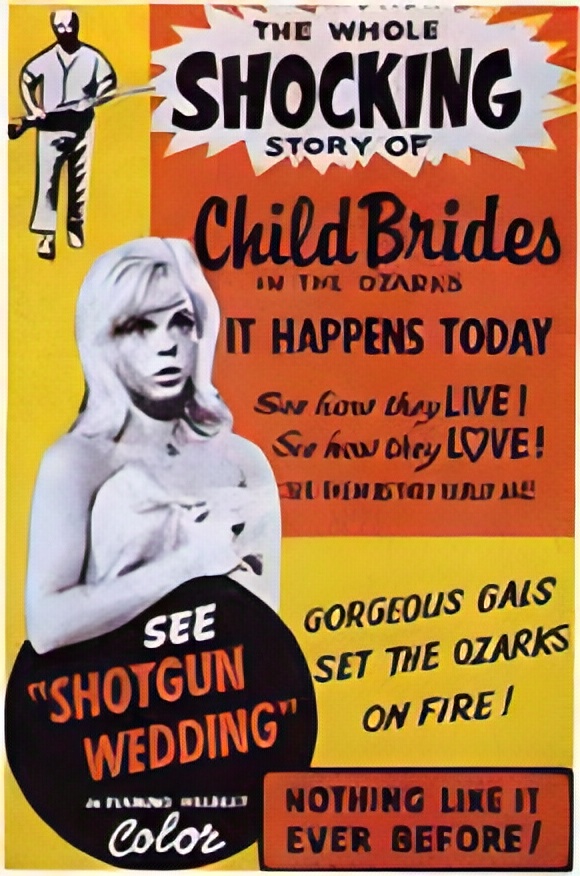 THE WHOLE
SHOCKING
STORY OF
Child Brides
IN THE OZARKS
IT HAPPENS TODAY
See how they LIVE!
See how they LOVE!
SEE
"SHOTGUN
WEDDING"
Color
GORGEOUS GALS
SET THE OZARKS
ON FIRE!
NOTHING LIKE IT
EVER BEFORE!